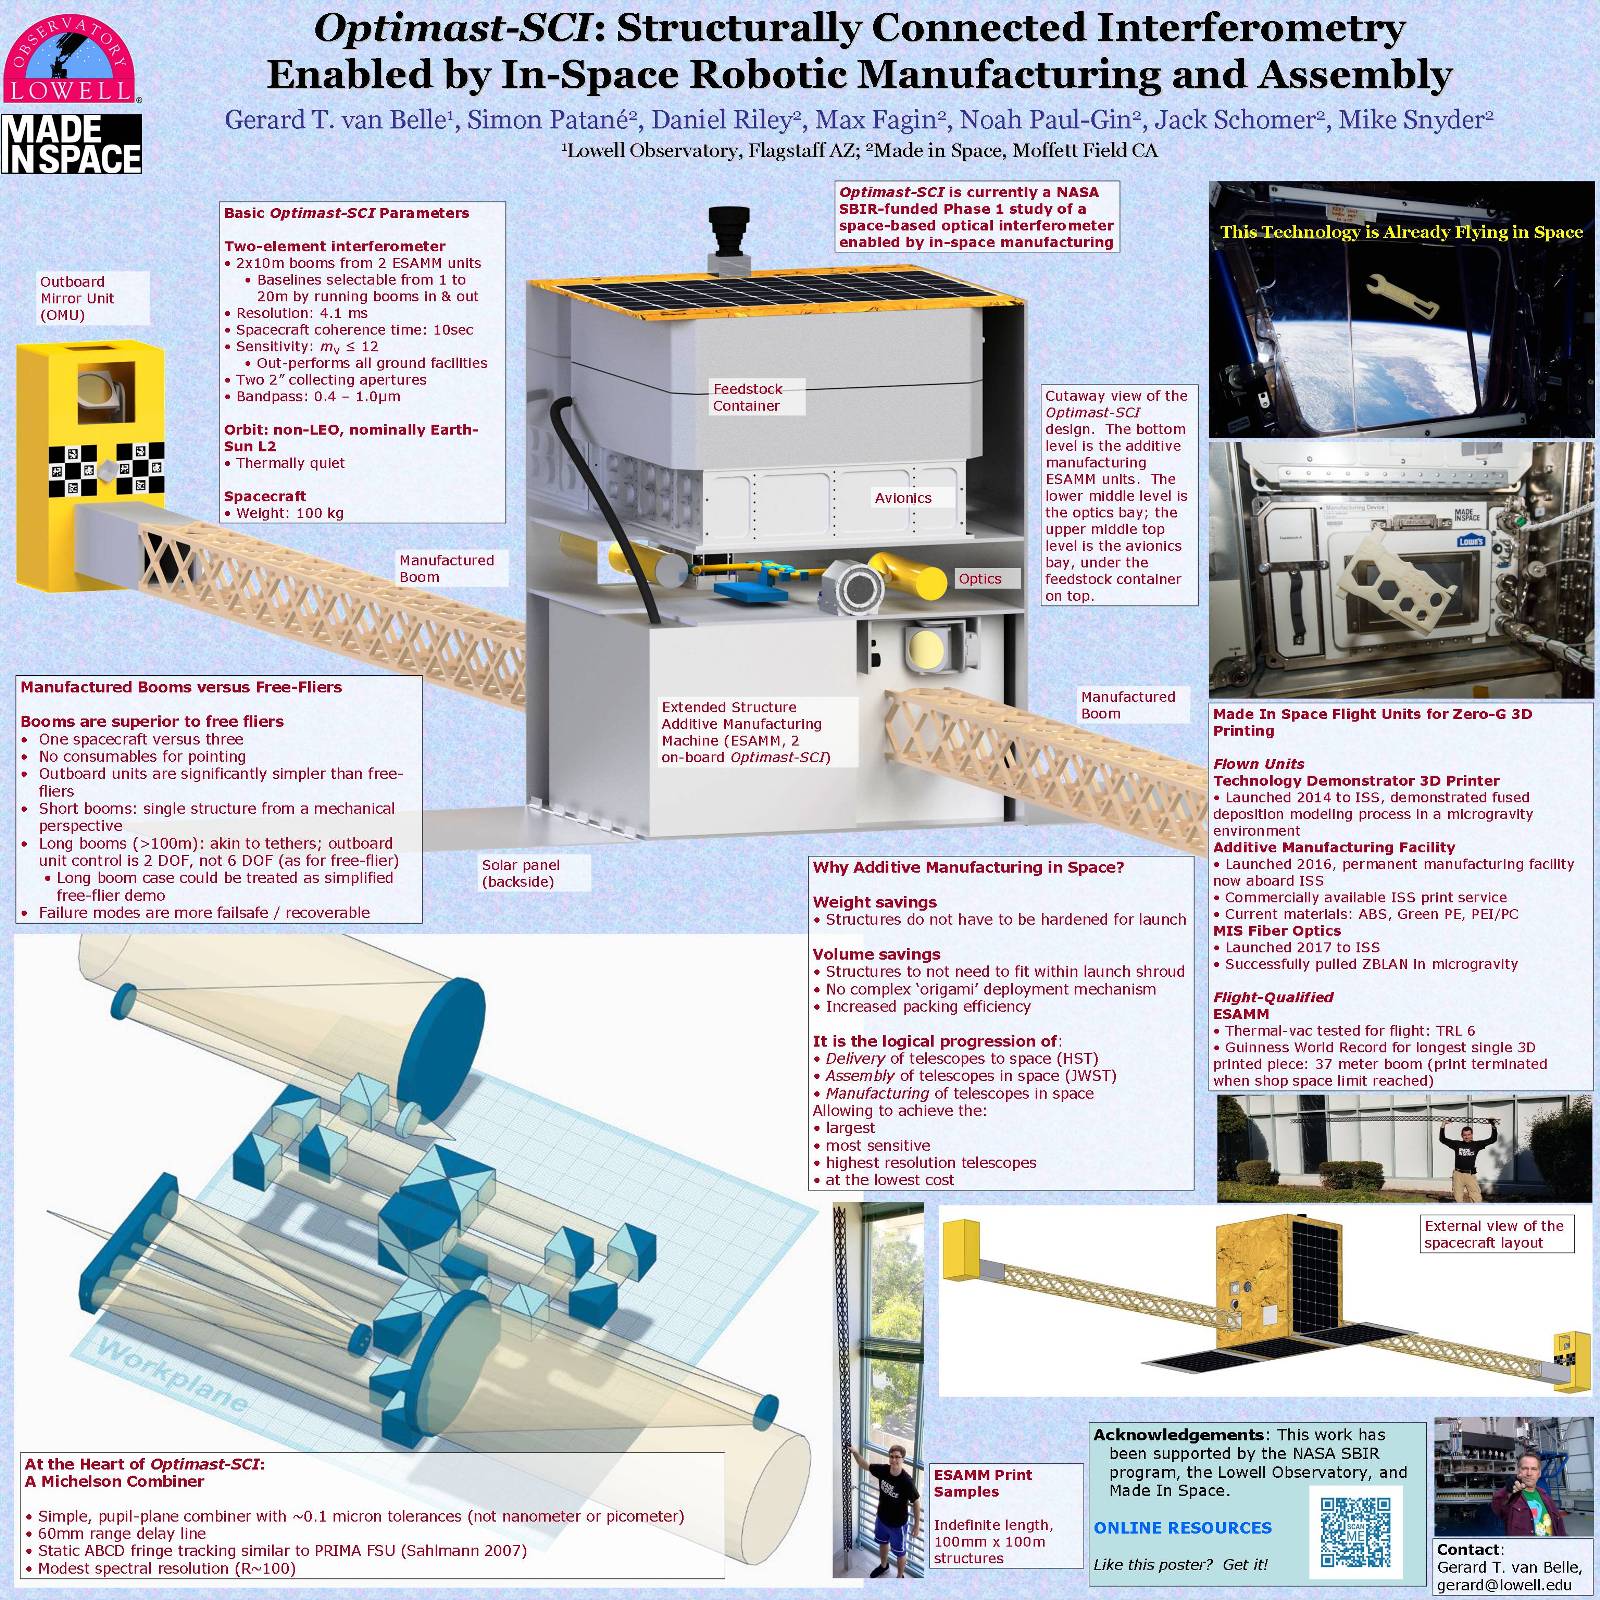 OBSERVATORY
LOWELL
MADE
IN SPACE
Optimast-SCI: Structurally Connected Interferometry
Enabled by In-Space Robotic Manufacturing and Assembly
Gerard T. van Belle¹, Simon Patané², Daniel Riley², Max Fagin², Noah Paul-Gin², Jack Schomer², Mike Snyder²
¹Lowell Observatory, Flagstaff AZ; ²Made in Space, Moffett Field CA
Outboard
Mirror Unit
(OMU)
Basic Optimast-SCI Parameters
Two-element interferometer
• 2x10m booms from 2 ESAMM units
• Baselines selectable from 1 to
20m by running booms in & out
• Resolution: 4.1 ms
• Spacecraft coherence time: 10sec
• Sensitivity: mv ≤ 12
• Out-performs all ground facilities
• Two 2″ collecting apertures
• Bandpass: 0.4 – 1.0μm
Orbit: non-LEO, nominally Earth-
Sun L2
• Thermally quiet
Spacecraft
• Weight: 100 kg
Optimast-SCI is currently a NASA
SBIR-funded Phase 1 study of a
space-based optical interferometer
enabled by in-space manufacturing
This Technology is Already Flying in Space
Feedstock
Container
Avionics
Optics
Manufactured
Boom
Extended Structure
Additive Manufacturing
Machine (ESAMM, 2
on-board Optimast-SCI)
Manufactured
Boom
Solar panel
(backside)
Cutaway view of the
Optimast-SCI
design.  The bottom
level is the additive
manufacturing
ESAMM units.  The
lower middle level is
the optics bay; the
upper middle top
level is the avionics
bay, under the
feedstock container
on top.
Manufacturing Device
MADE
IN SPACE
Lowe's
Manufactured Booms versus Free-Fliers
Booms are superior to free fliers
• One spacecraft versus three
• No consumables for pointing
• Outboard units are significantly simpler than free-
fliers
• Short booms: single structure from a mechanical
perspective
• Long booms (>100m): akin to tethers; outboard
unit control is 2 DOF, not 6 DOF (as for free-flier)
• Long boom case could be treated as simplified
free-flier demo
• Failure modes are more failsafe / recoverable
Why Additive Manufacturing in Space?
Weight savings
• Structures do not have to be hardened for launch
Volume savings
• Structures to not need to fit within launch shroud
• No complex ‘origami’ deployment mechanism
• Increased packing efficiency
It is the logical progression of:
• Delivery of telescopes to space (HST)
• Assembly of telescopes in space (JWST)
• Manufacturing of telescopes in space
Allowing to achieve the:
• largest
• most sensitive
• highest resolution telescopes
• at the lowest cost
Made In Space Flight Units for Zero-G 3D
Printing
Flown Units
Technology Demonstrator 3D Printer
• Launched 2014 to ISS, demonstrated fused
deposition modeling process in a microgravity
environment
Additive Manufacturing Facility
• Launched 2016, permanent manufacturing facility
now aboard ISS
• Commercially available ISS print service
• Current materials: ABS, Green PE, PEI/PC
MIS Fiber Optics
• Launched 2017 to ISS
• Successfully pulled ZBLAN in microgravity
Flight-Qualified
ESAMM
• Thermal-vac tested for flight: TRL 6
• Guinness World Record for longest single 3D
printed piece: 37 meter boom (print terminated
when shop space limit reached)
Workplane
At the Heart of Optimast-SCI:
A Michelson Combiner
• Simple, pupil-plane combiner with ~0.1 micron tolerances (not nanometer or picometer)
• 60mm range delay line
• Static ABCD fringe tracking similar to PRIMA FSU (Sahlmann 2007)
• Modest spectral resolution (R~100)
External view of the
spacecraft layout
ESAMM Print
Samples
Indefinite length,
100mm x 100m
structures
Acknowledgements: This work has
been supported by the NASA SBIR
program, the Lowell Observatory, and
Made In Space.
ONLINE RESOURCES
Like this poster?  Get it!
SCAN
ME
Contact:
Gerard T. van Belle,
gerard@lowell.edu